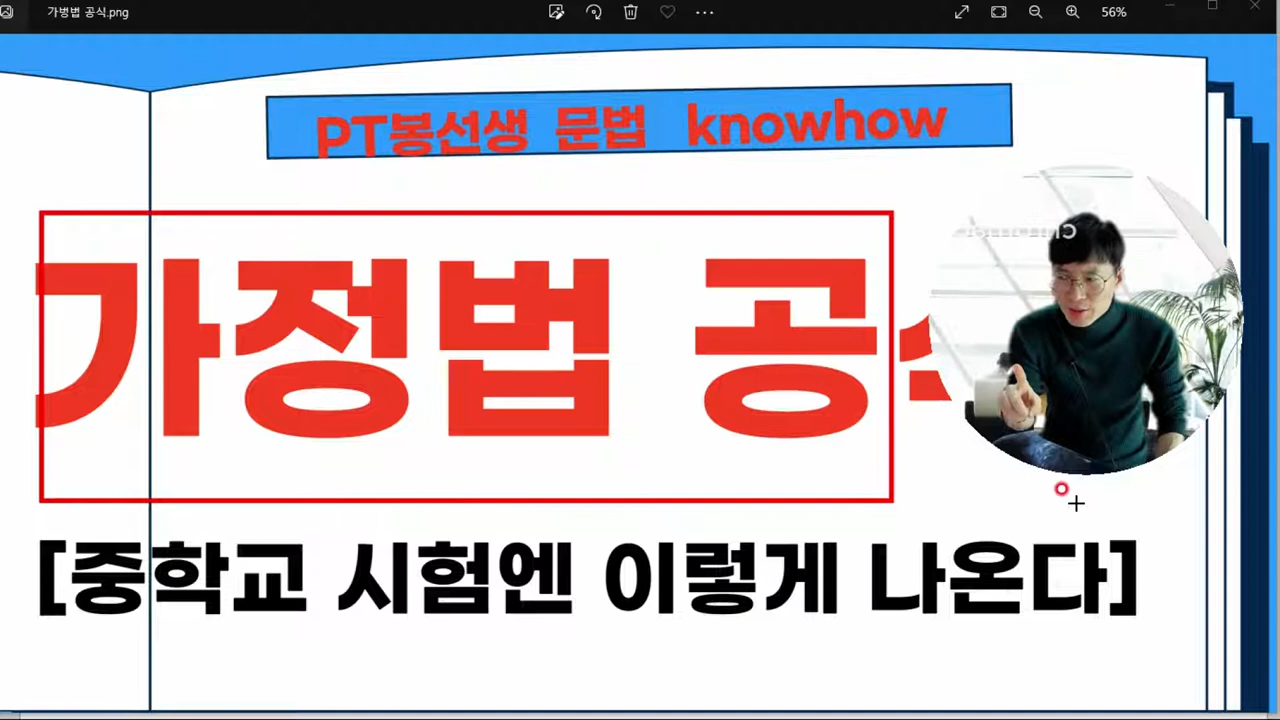 가벙법 공식.png
56%
PT봉선생 문법 knowhow
가정법 공
[중학교 시험엔 이렇게 나온다]